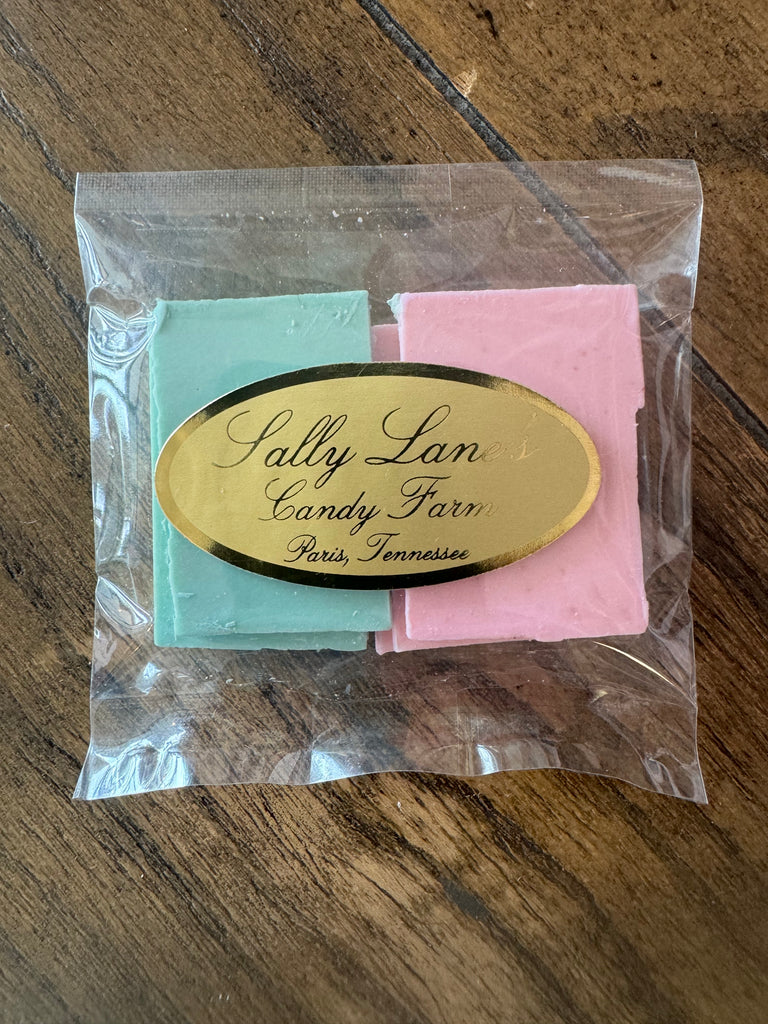 Sally Lane's
Candy Farm
Paris, Tennessee